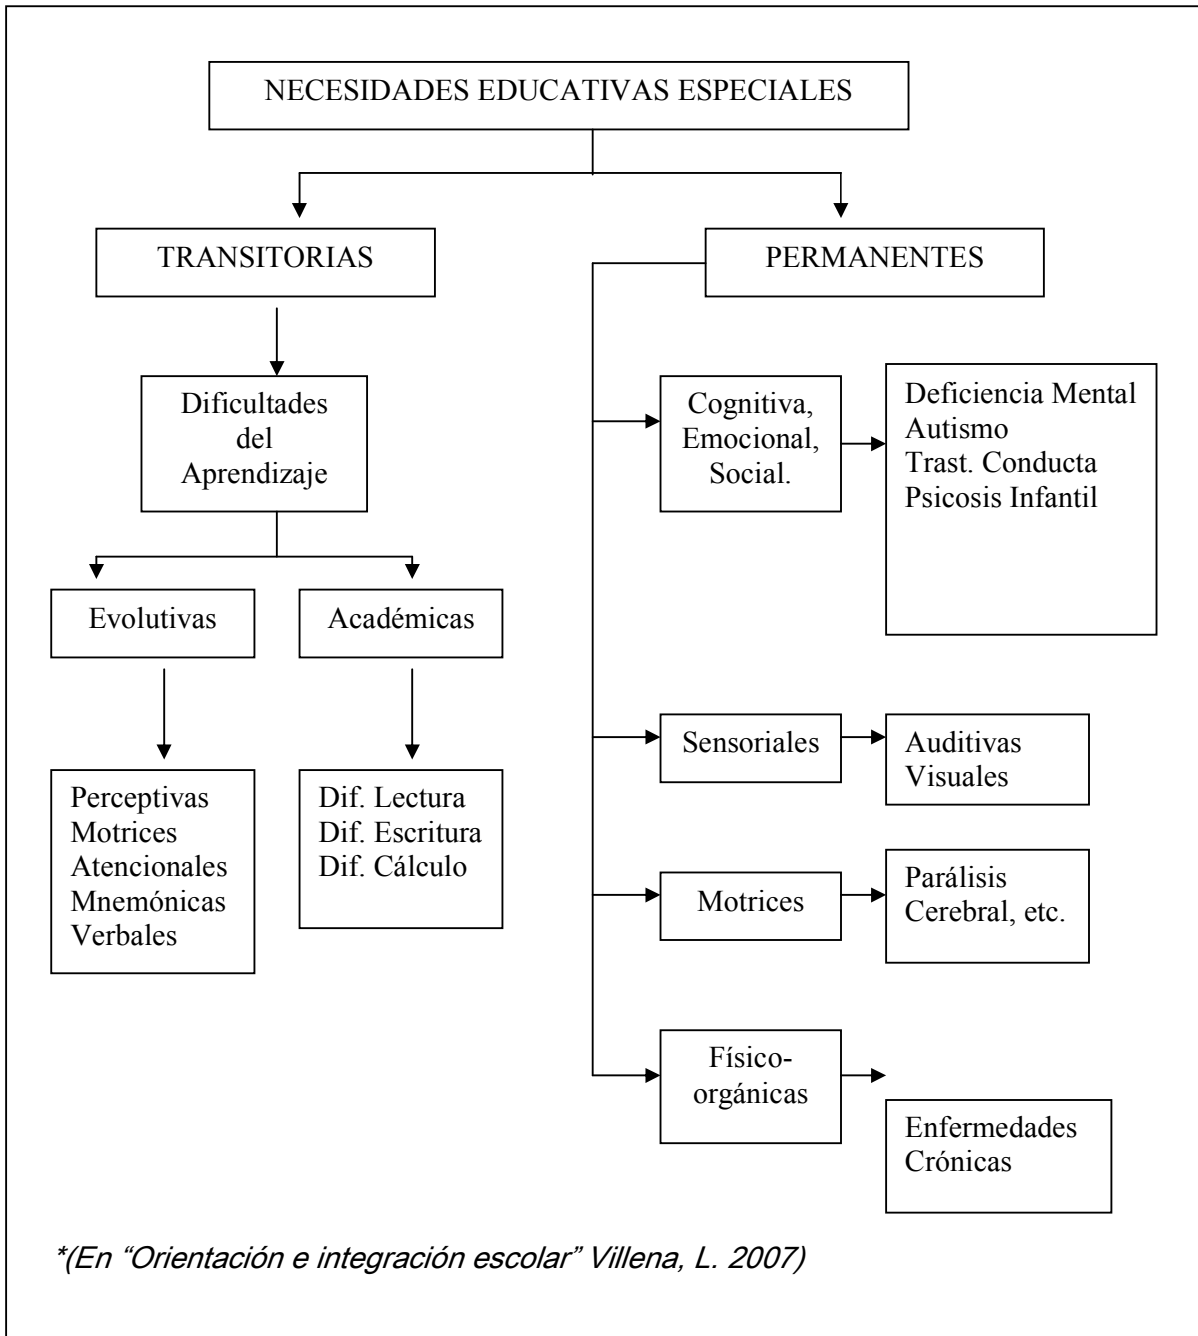 NECESIDADES EDUCATIVAS ESPECIALES
TRANSITORIAS
PERMANENTES
Dificultades
del
Aprendizaje
Evolutivas
Académicas
Perceptivas
Motrices
Atencionales
Mnemónicas
Verbales
Dif. Lectura
Dif. Escritura
Dif. Cálculo
Cognitiva,
Emocional,
Social.
Deficiencia Mental
Autismo
Trast. Conducta
Psicosis Infantil
Sensoriales
Auditivas
Visuales
Motrices
Parálisis
Cerebral, etc.
Físico-
orgánicas
Enfermedades
Crónicas
*(En “Orientación e integración escolar” Villena, L. 2007)